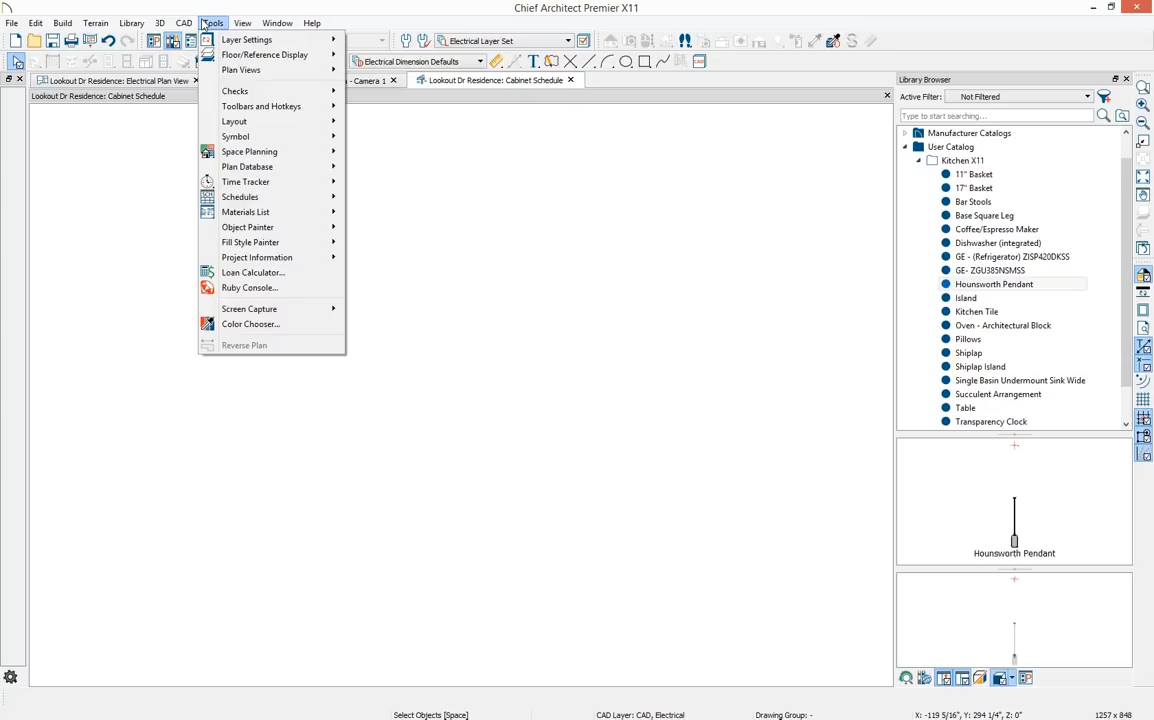 Chief Architect Premier X11
File Edit Build Terrain Library 3D CAD Tools View Window Help
Electrical Layer Set
Electrical Dimension Defaults
Lookout Dr Residence: Electrical Plan View
- Camera 1
Lookout Dr Residence: Cabinet Schedule
Lookout Dr Residence: Cabinet Schedule
Layer Settings
Floor/Reference Display
Plan Views
Checks
Toolbars and Hotkeys
Layout
Symbol
Space Planning
Plan Database
Time Tracker
Schedules
Materials List
Object Painter
Fill Style Painter
Project Information
Loan Calculator...
Ruby Console...
Screen Capture
Color Chooser...
Reverse Plan
Library Browser
Active Filter: Not Filtered
Type to start searching...
Manufacturer Catalogs
User Catalog
Kitchen X11
11" Basket
17" Basket
Bar Stools
Base Square Leg
Coffee/Espresso Maker
Dishwasher (integrated)
GE - (Refrigerator) ZISP420DKSS
GE- ZGU385NSMSS
Hounsworth Pendant
Island
Kitchen Tile
Oven - Architectural Block
Pillows
Shiplap
Shiplap Island
Single Basin Undermount Sink Wide
Succulent Arrangement
Table
Transparency Clock
Hounsworth Pendant
Select Objects [Space] CAD Layer: CAD, Electrical Drawing Group: - X: -119 5/16", Y: 294 1/4", Z: 0" 1257 x 848